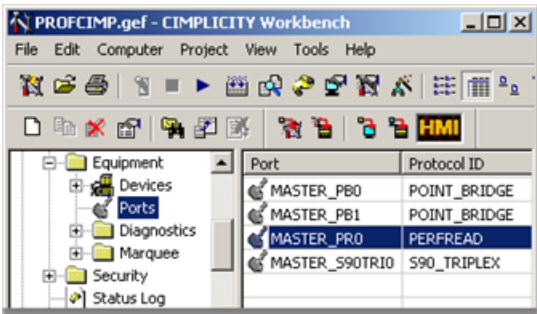 PROFCIMP.gef - CIMPLICITY Workbench
File Edit Computer Project View Tools Help
HMI
Equipment
Devices
Ports
Diagnostics
Marquee
Security
Status Log
Port Protocol ID
MASTER_PB0 POINT_BRIDGE
MASTER_PB1 POINT_BRIDGE
MASTER_PR0 PERFREAD
MASTER_S90TRI0 S90_TRIPLEX